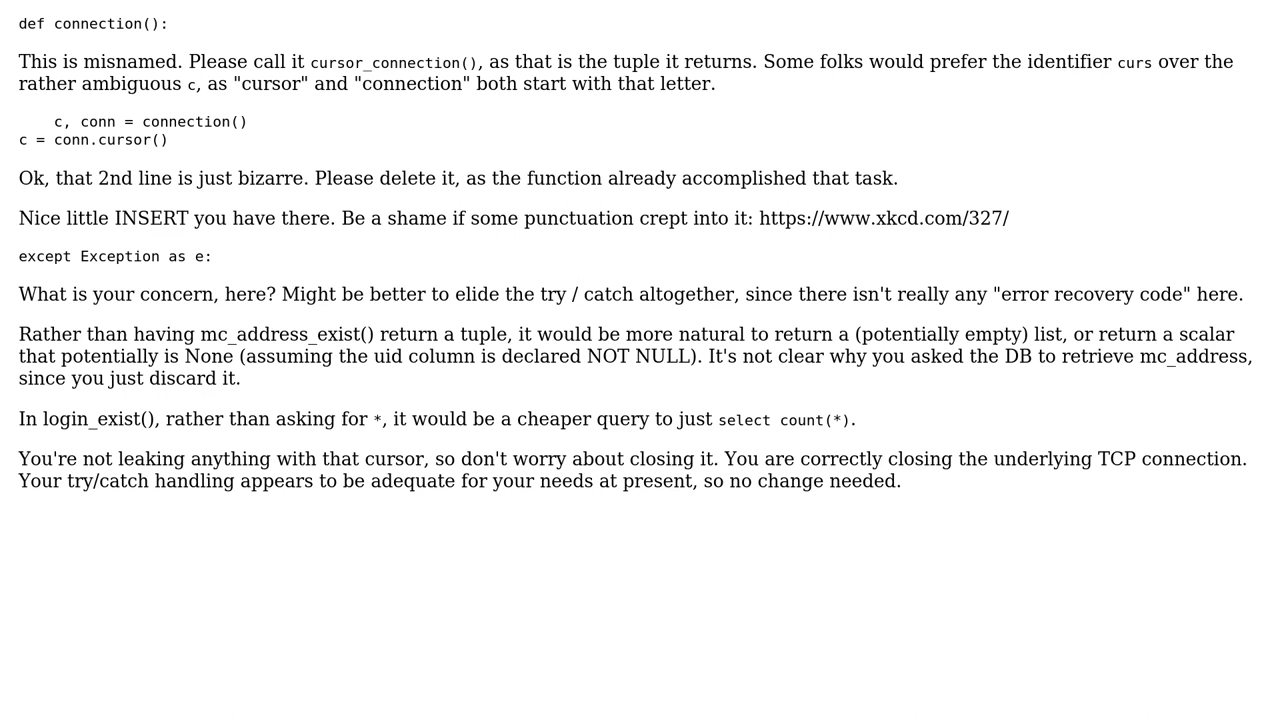 def connection():
This is misnamed. Please call it cursor_connection(), as that is the tuple it returns. Some folks would prefer the identifier curs over the
rather ambiguous c, as "cursor" and "connection" both start with that letter.
    c, conn = connection()
c = conn.cursor()
Ok, that 2nd line is just bizarre. Please delete it, as the function already accomplished that task.
Nice little INSERT you have there. Be a shame if some punctuation crept into it: https://www.xkcd.com/327/
except Exception as e:
What is your concern, here? Might be better to elide the try / catch altogether, since there isn't really any "error recovery code" here.
Rather than having mc_address_exist() return a tuple, it would be more natural to return a (potentially empty) list, or return a scalar
that potentially is None (assuming the uid column is declared NOT NULL). It's not clear why you asked the DB to retrieve mc_address,
since you just discard it.
In login_exist(), rather than asking for *, it would be a cheaper query to just select count(*).
You're not leaking anything with that cursor, so don't worry about closing it. You are correctly closing the underlying TCP connection.
Your try/catch handling appears to be adequate for your needs at present, so no change needed.